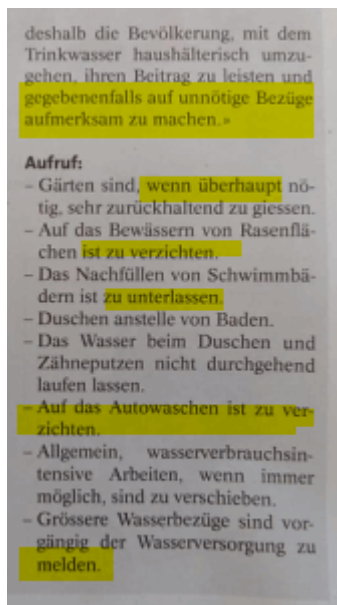 deshalb die Bevölkerung, mit dem
Trinkwasser haushälterisch umzu-
gehen, ihren Beitrag zu leisten und
gegebenenfalls auf unnötige Bezüge
aufmerksam zu machen.»
Aufruf:
– Gärten sind, wenn überhaupt nö-
tig, sehr zurückhaltend zu giessen.
– Auf das Bewässern von Rasenflä-
chen ist zu verzichten.
– Das Nachfüllen von Schwimmbä-
dern ist zu unterlassen.
– Duschen anstelle von Baden.
– Das Wasser beim Duschen und
Zähneputzen nicht durchgehend
laufen lassen.
– Auf das Autowaschen ist zu ver-
zichten.
– Allgemein, wasserverbrauchsin-
tensive Arbeiten, wenn immer
möglich, sind zu verschieben.
– Grössere Wasserbezüge sind vor-
gängig der Wasserversorgung zu
melden.